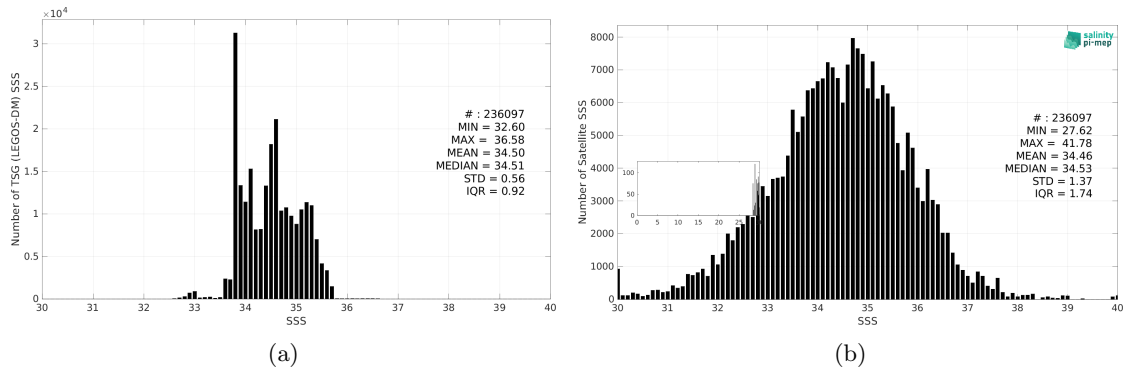 ×10⁴
3
2.5
2
1.5
1
0.5
0
Number of TSG (LEGOS-DM) SSS
# : 236097
MIN = 32.60
MAX = 36.58
MEAN = 34.50
MEDIAN = 34.51
STD = 0.56
IQR = 0.92
30 31 32 33 34 35 36 37 38 39 40
SSS
(a)
salinity
pi-mep
8000
7000
6000
5000
4000
3000
2000
1000
0
Number of Satellite SSS
# : 236097
MIN = 27.62
MAX = 41.78
MEAN = 34.46
MEDIAN = 34.53
STD = 1.37
IQR = 1.74
100
50
0
0 5 10 15 20 25
30 31 32 33 34 35 36 37 38 39 40
SSS
(b)